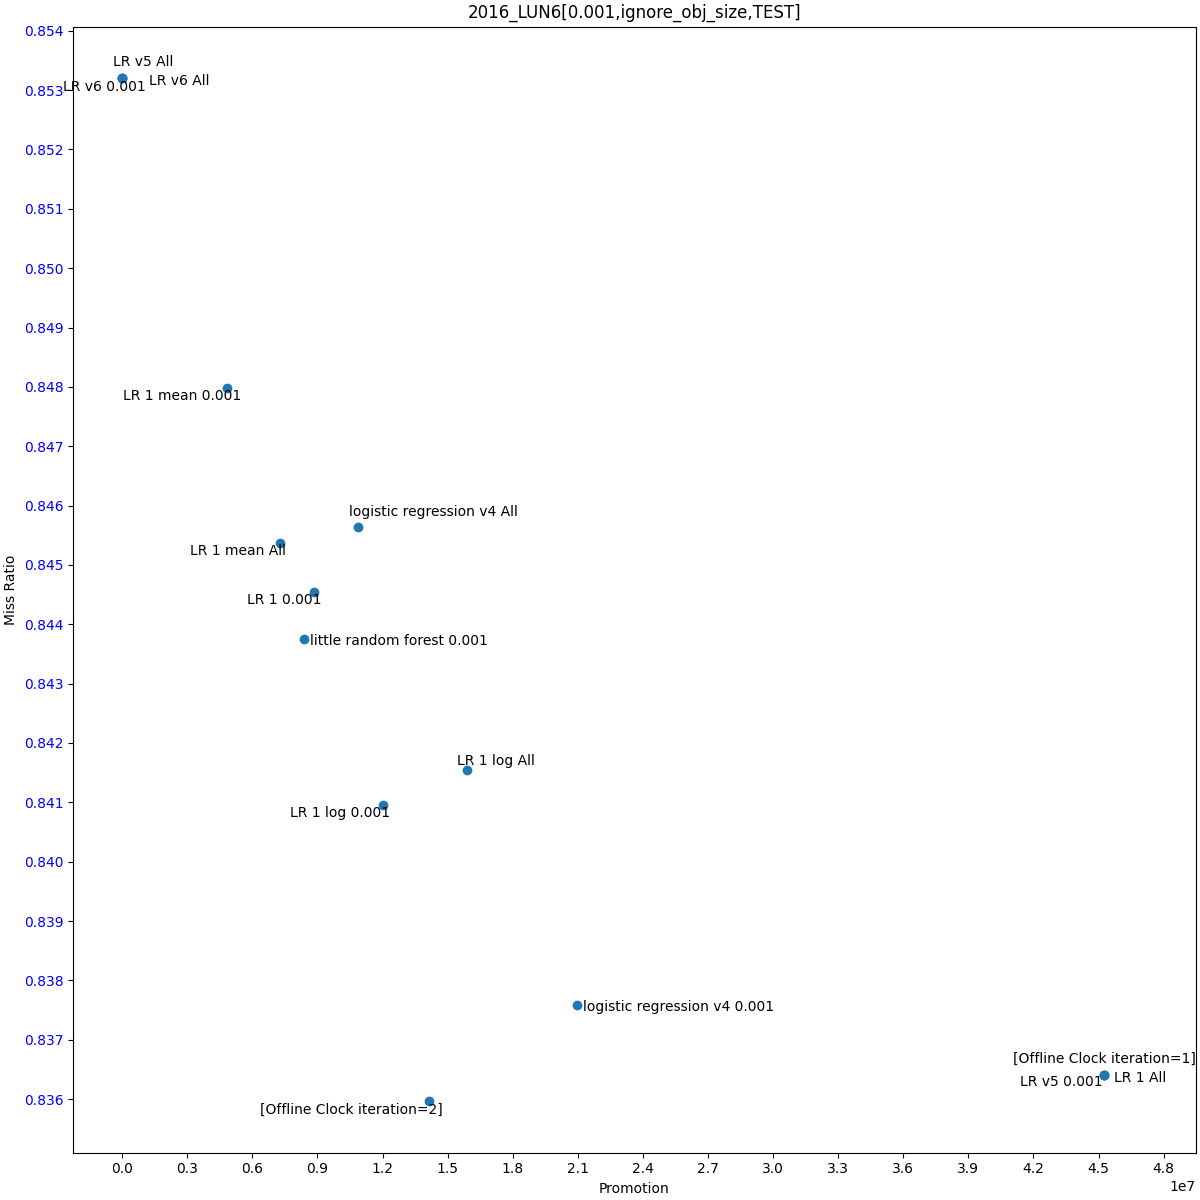 2016_LUN6[0.001,ignore_obj_size,TEST]
0.854
LR v5 All
LR v6 All
LR v6 0.001
0.853
0.852
0.851
0.850
0.849
0.848
LR 1 mean 0.001
0.847
0.846
logistic regression v4 All
LR 1 mean All
0.845
LR 1 0.001
0.844
little random forest 0.001
0.843
0.842
LR 1 log All
0.841
LR 1 log 0.001
0.840
0.839
0.838
logistic regression v4 0.001
0.837
[Offline Clock iteration=1]
LR v5 0.001
LR 1 All
0.836
[Offline Clock iteration=2]
Miss Ratio
0.0 0.3 0.6 0.9 1.2 1.5 1.8 2.1 2.4 2.7 3.0 3.3 3.6 3.9 4.2 4.5 4.8
1e7
Promotion